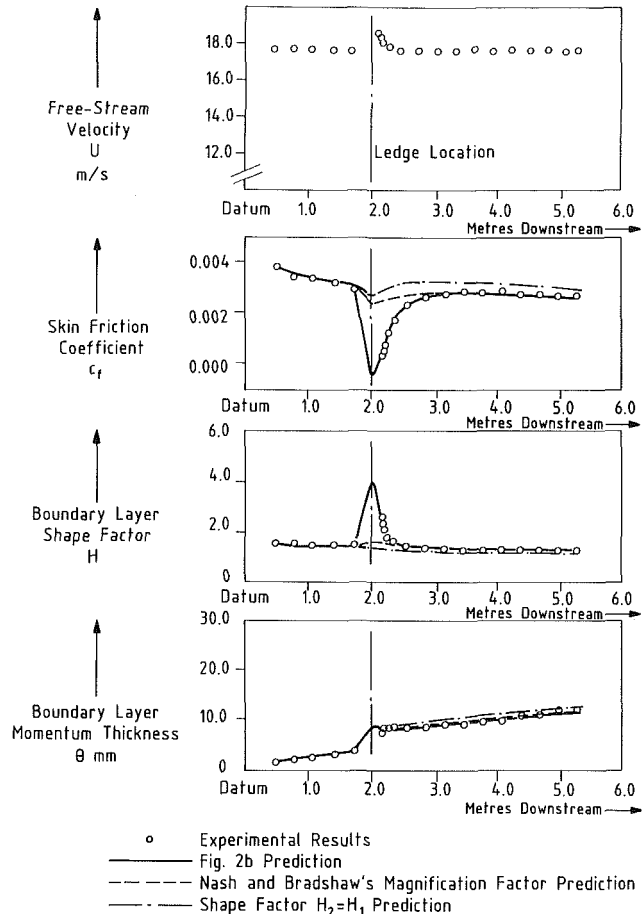 18.0
16.0
14.0
12.0
Free-Stream
Velocity
U
m/s
Ledge Location
Datum 1.0 2.0 3.0 4.0 5.0 6.0
Metres Downstream
0.004
0.002
0.000
Skin Friction
Coefficient
cf
Datum 1.0 2.0 3.0 4.0 5.0 6.0
Metres Downstream
6.0
4.0
2.0
0
Boundary Layer
Shape Factor
H
Datum 1.0 2.0 3.0 4.0 5.0 6.0
Metres Downstream
30.0
20.0
10.0
0
Boundary Layer
Momentum Thickness
θ mm
Datum 1.0 2.0 3.0 4.0 5.0 6.0
Metres Downstream
Experimental Results
Fig. 2b Prediction
Nash and Bradshaw's Magnification Factor Prediction
Shape Factor H₂=H₁ Prediction